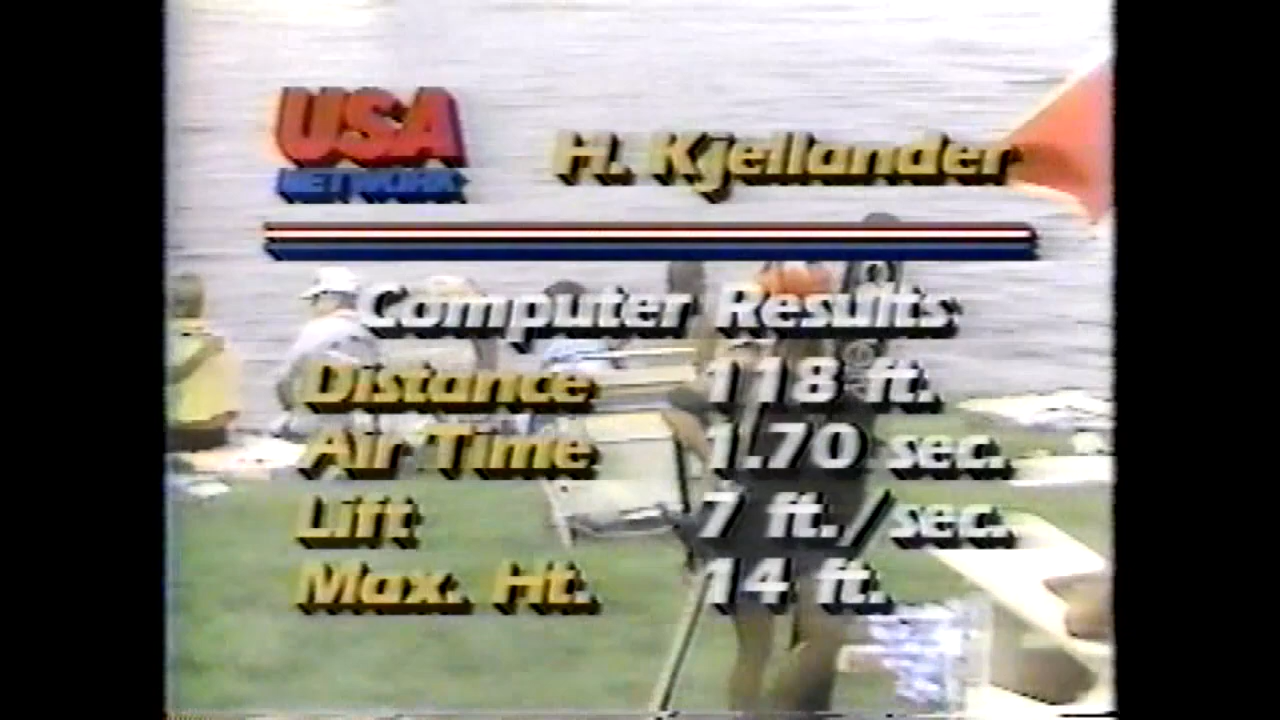 USA
NETWORK
H. Kjellander
Computer Results
Distance 118 ft.
Air Time 1.70 sec.
Lift 7 ft./sec.
Max. Ht. 14 ft.